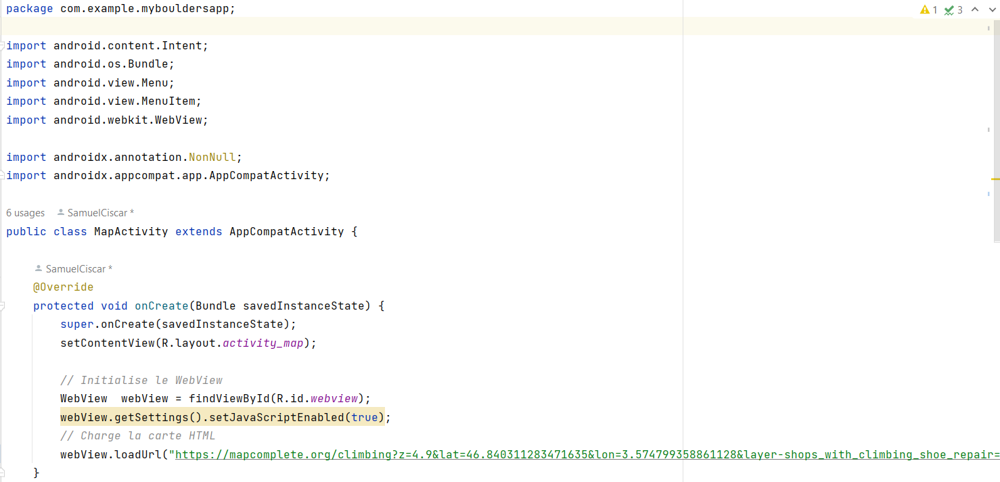 package com.example.mybouldersapp;
1 3
import android.content.Intent;
import android.os.Bundle;
import android.view.Menu;
import android.view.MenuItem;
import android.webkit.WebView;
import androidx.annotation.NonNull;
import androidx.appcompat.app.AppCompatActivity;
6 usages SamuelCiscar *
public class MapActivity extends AppCompatActivity {
SamuelCiscar *
@Override
protected void onCreate(Bundle savedInstanceState) {
super.onCreate(savedInstanceState);
setContentView(R.layout.activity_map);
// Initialise le WebView
WebView  webView = findViewById(R.id.webview);
webView.getSettings().setJavaScriptEnabled(true);
// Charge la carte HTML
webView.loadUrl("https://mapcomplete.org/climbing?z=4.9&lat=46.840311283471635&lon=3.574799358861128&layer-shops_with_climbing_shoe_repair=
}